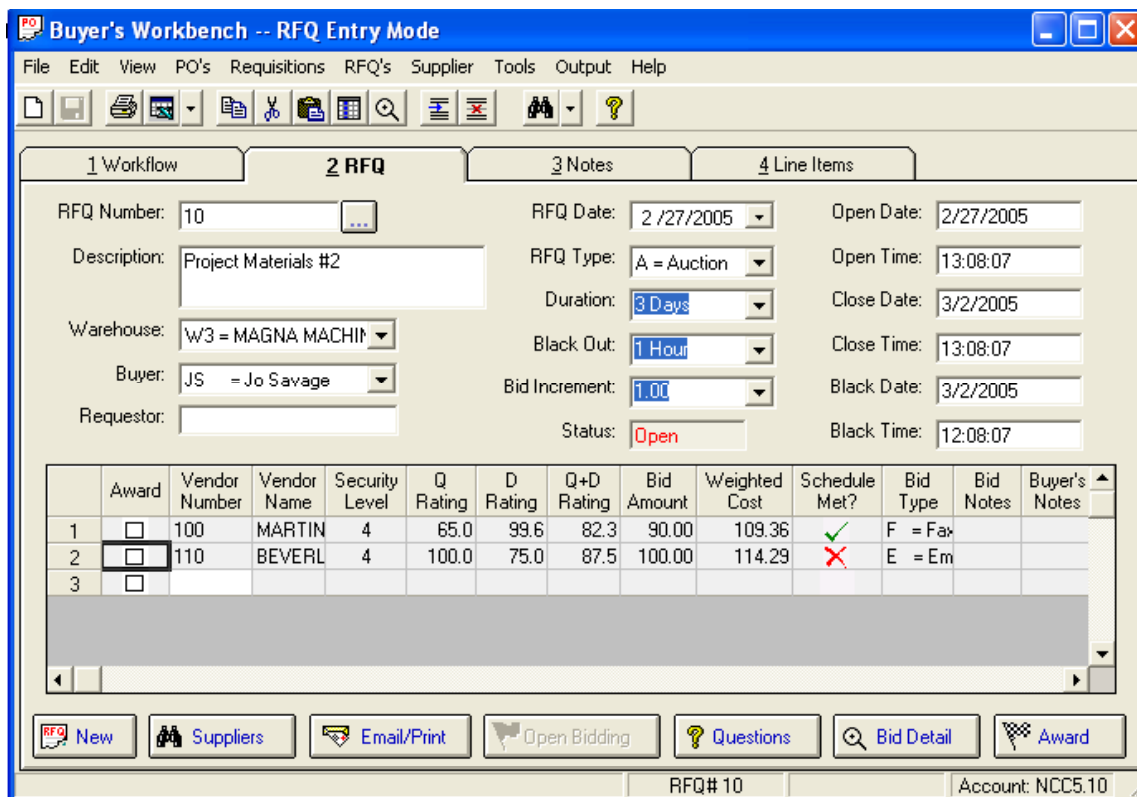 Buyer's Workbench -- RFQ Entry Mode
File Edit View PO's Requisitions RFQ's Supplier Tools Output Help
1 Workflow 2 RFQ 3 Notes 4 Line Items
RFQ Number: 10 ... RFQ Date: 2 /27/2005 Open Date: 2/27/2005
Description: Project Materials #2 RFQ Type: A = Auction Open Time: 13:08:07
Duration: 3 Days Close Date: 3/2/2005
Warehouse: W3 = MAGNA MACHIN Black Out: 1 Hour Close Time: 13:08:07
Buyer: JS = Jo Savage Bid Increment: 1.00 Black Date: 3/2/2005
Requestor: Status: Open Black Time: 12:08:07
Award Vendor Number Vendor Name Security Level Q Rating D Rating Q+D Rating Bid Amount Weighted Cost Schedule Met? Bid Type Bid Notes Buyer's Notes
1 100 MARTIN 4 65.0 99.6 82.3 90.00 109.36 F = Fax
2 110 BEVERL 4 100.0 75.0 87.5 100.00 114.29 E = Em
3
New Suppliers Email/Print Open Bidding Questions Bid Detail Award
RFQ# 10 Account: NCC5.10